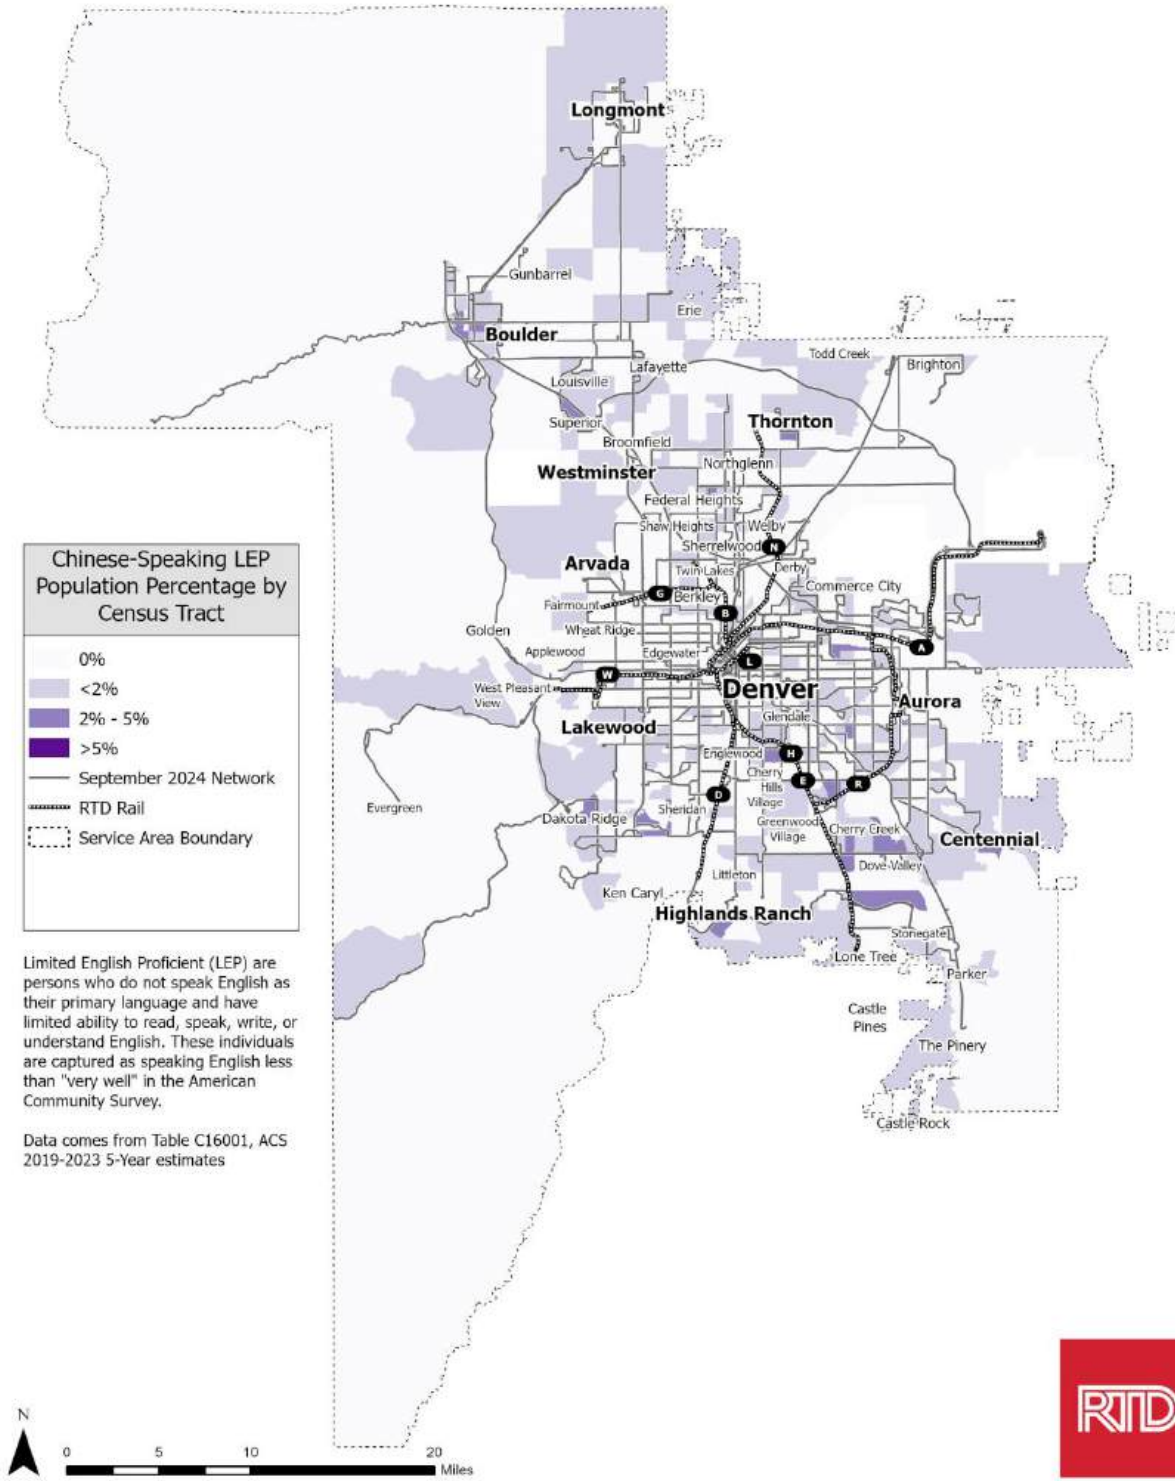 Longmont
Gunbarrel
Erie
Boulder
Todd Creek
Brighton
Lafayette
Louisville
Superior
Thornton
Broomfield
Northglenn
Westminster
Federal Heights
Shaw Heights
Welby
Sherrelwood
N
Arvada
Twin Lakes
Derby
Commerce City
G
Berkley
Fairmount
B
Golden
Wheat Ridge
Applewood
Edgewater
A
L
W
West Pleasant
View
Denver
Aurora
Lakewood
Glendale
Englewood
H
Cherry
Hills
Village
E
R
D
Evergreen
Sheridan
Dakota Ridge
Greenwood
Village
Cherry Creek
Centennial
Dove Valley
Littleton
Ken Caryl
Highlands Ranch
Stonegate
Lone Tree
Parker
Castle
Pines
The Pinery
Castle Rock
Chinese-Speaking LEP
Population Percentage by
Census Tract
0%
<2%
2% - 5%
>5%
September 2024 Network
RTD Rail
Service Area Boundary
Limited English Proficient (LEP) are
persons who do not speak English as
their primary language and have
limited ability to read, speak, write, or
understand English. These individuals
are captured as speaking English less
than "very well" in the American
Community Survey.
Data comes from Table C16001, ACS
2019-2023 5-Year estimates
N
0 5 10 20
Miles
RTD